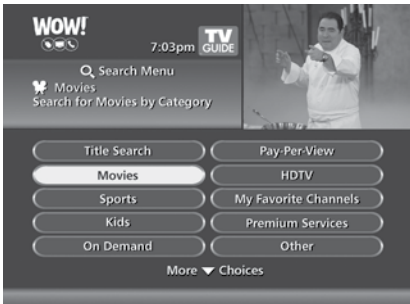 WOW!
7:03pm
TV
GUIDE
Search Menu
Movies
Search for Movies by Category
Title Search
Pay-Per-View
Movies
HDTV
Sports
My Favorite Channels
Kids
Premium Services
On Demand
Other
More Choices